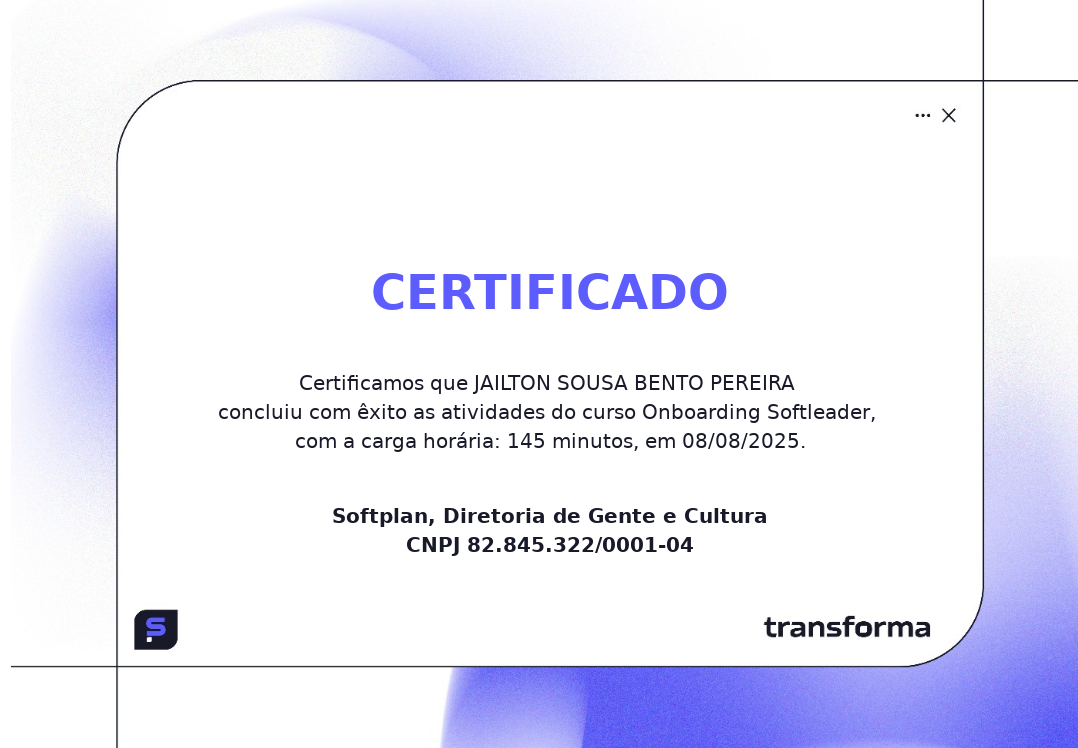 CERTIFICADO
Certificamos que JAILTON SOUSA BENTO PEREIRA
concluiu com êxito as atividades do curso Onboarding Softleader,
com a carga horária: 145 minutos, em 08/08/2025.
Softplan, Diretoria de Gente e Cultura
CNPJ 82.845.322/0001-04
S
transforma